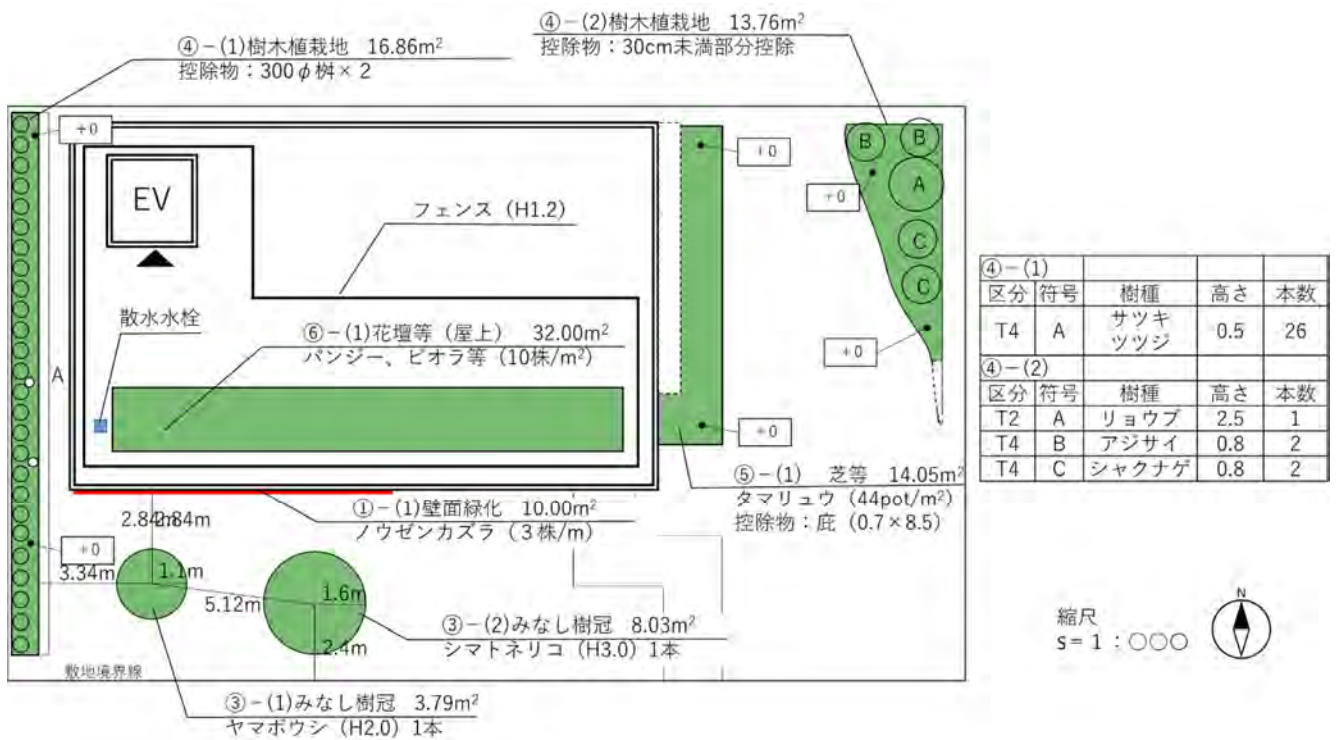 ④－(1)樹木植栽地　16.86m²
控除物：300φ桝×2
④－(2)樹木植栽地　13.76m²
控除物：30cm未満部分控除
+0
+0
B
B
A
+0
EV
フェンス（H1.2）
C
C
散水水栓
⑥－(1)花壇等（屋上）　32.00m²
パンジー、ビオラ等（10株/m²）
+0
A
+0
④－(1)
区分 符号 樹種 高さ 本数
T4 A サツキ
ツツジ 0.5 26
④－(2)
区分 符号 樹種 高さ 本数
T2 A リョウブ 2.5 1
T4 B アジサイ 0.8 2
T4 C シャクナゲ 0.8 2
⑤－(1)　芝等　14.05m²
タマリュウ（44pot/m²）
控除物：庇（0.7×8.5）
①－(1)壁面緑化　10.00m²
ノウゼンカズラ（３株/m）
2.84m
2.84m
+0
3.34m
1.1m
5.12m
1.6m
2.4m
③－(2)みなし樹冠　8.03m²
シマトネリコ（H3.0）1本
敷地境界線
③－(1)みなし樹冠　3.79m²
ヤマボウシ（H2.0）1本
縮尺
s=1：○○○
N